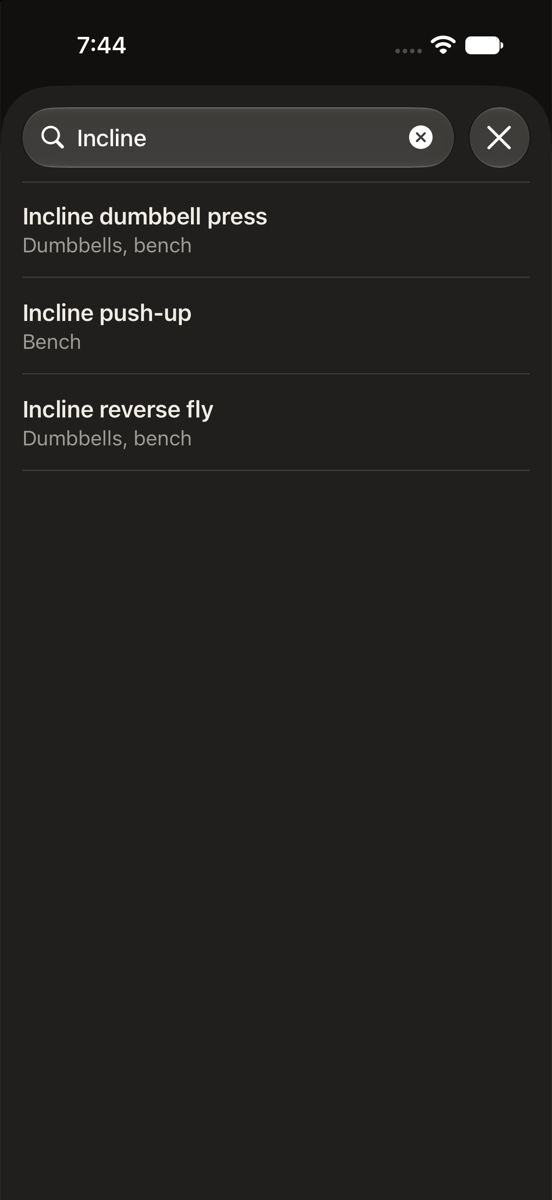 7:44
Incline
Incline dumbbell press
Dumbbells, bench
Incline push-up
Bench
Incline reverse fly
Dumbbells, bench